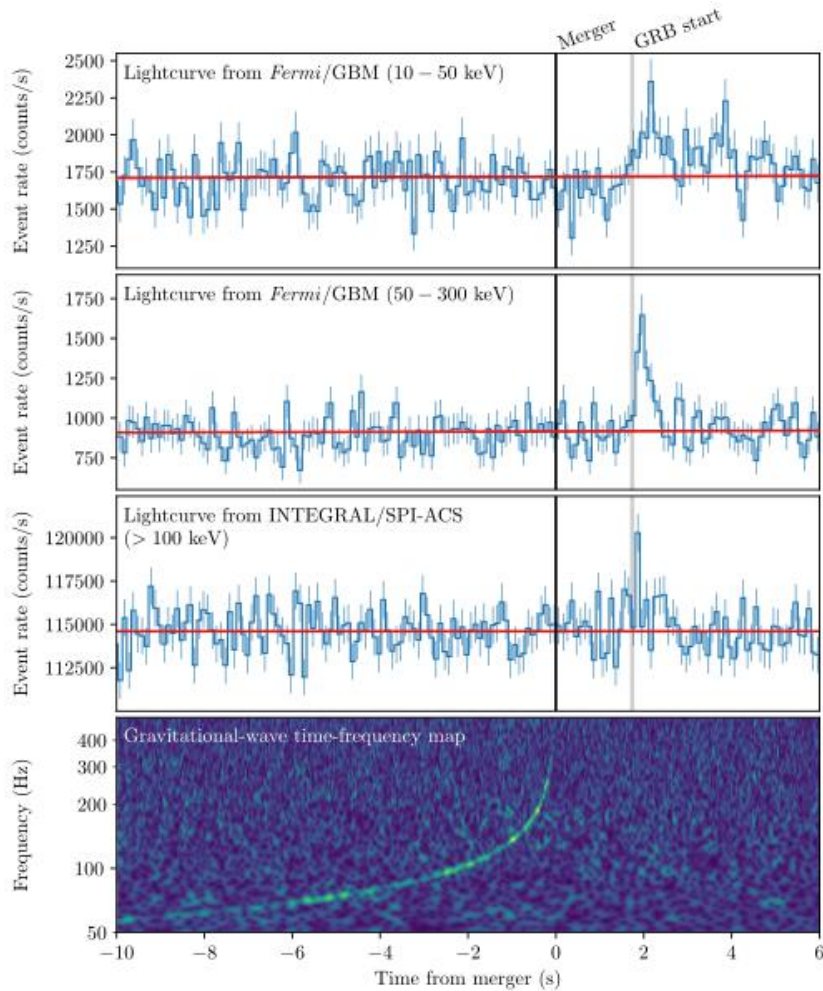 Merger
GRB start
Lightcurve from Fermi/GBM (10 − 50 keV)
Event rate (counts/s)
2500
2250
2000
1750
1500
1250
Lightcurve from Fermi/GBM (50 − 300 keV)
Event rate (counts/s)
1750
1500
1250
1000
750
Lightcurve from INTEGRAL/SPI-ACS
(> 100 keV)
Event rate (counts/s)
120000
117500
115000
112500
Gravitational-wave time-frequency map
Frequency (Hz)
400
300
200
100
50
−10 −8 −6 −4 −2 0 2 4 6
Time from merger (s)